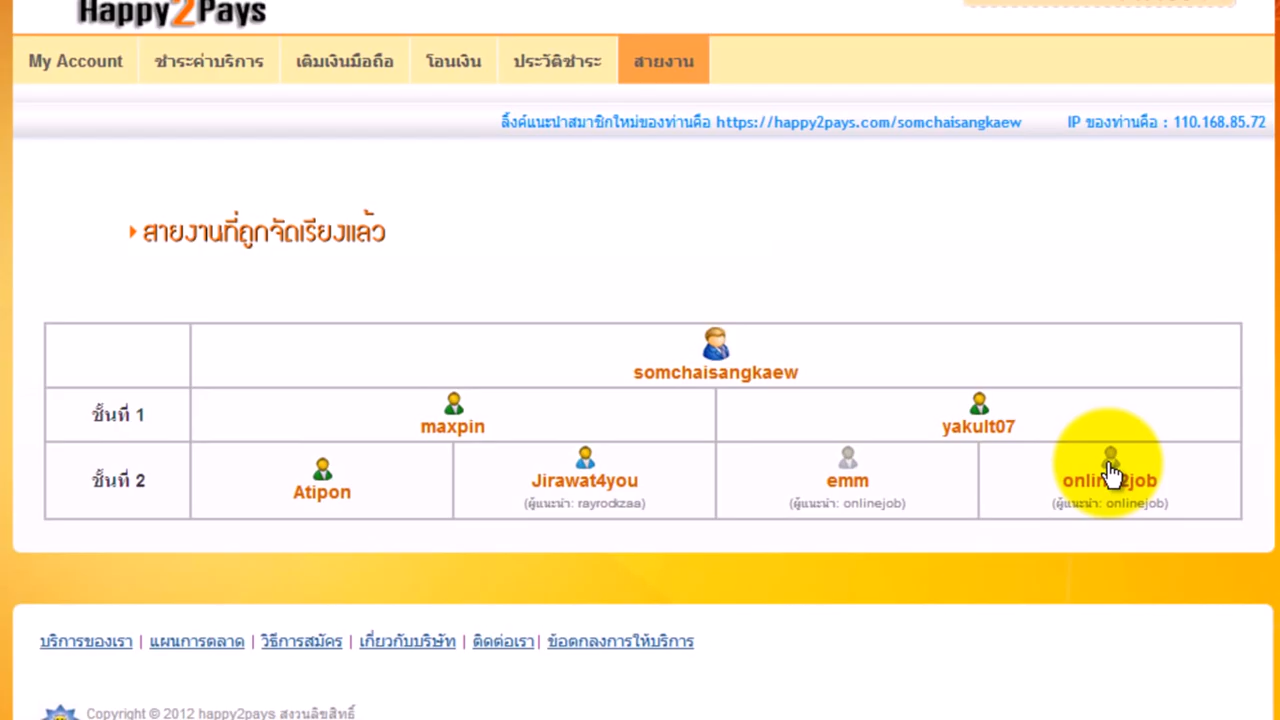 Happy2Pays
My Account ชำระค่าบริการ เติมเงินมือถือ โอนเงิน ประวัติชำระ สายงาน
ลิ้งค์แนะนำสมาชิกใหม่ของท่านคือ https://happy2pays.com/somchaisangkaew IP ของท่านคือ : 110.168.85.72
สายงานที่ถูกจัดเรียงแล้ว
somchaisangkaew
ชั้นที่ 1 maxpin yakult07
ชั้นที่ 2 Atipon Jirawat4you emm
(ผู้แนะนำ: rayrockzaa) (ผู้แนะนำ: onlinejob) (ผู้แนะนำ: onlinejob)
บริการของเรา | แผนการตลาด | วิธีการสมัคร | เกี่ยวกับบริษัท | ติดต่อเรา | ข้อตกลงการให้บริการ
Copyright © 2012 happy2pays สงวนลิขสิทธิ์